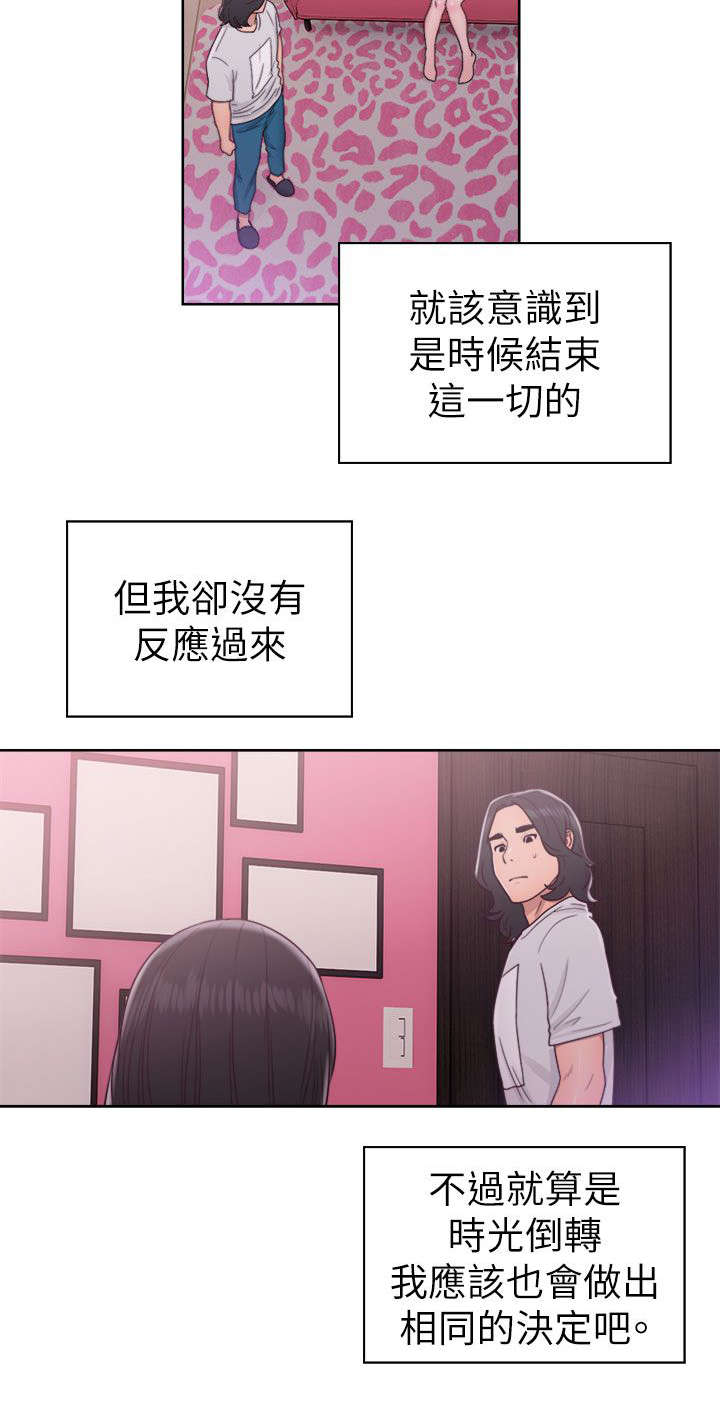 就該意識到
是時候結束
這一切的
但我卻沒有
反應過來
不過就算是
時光倒轉
我應該也會做出
相同的決定吧。